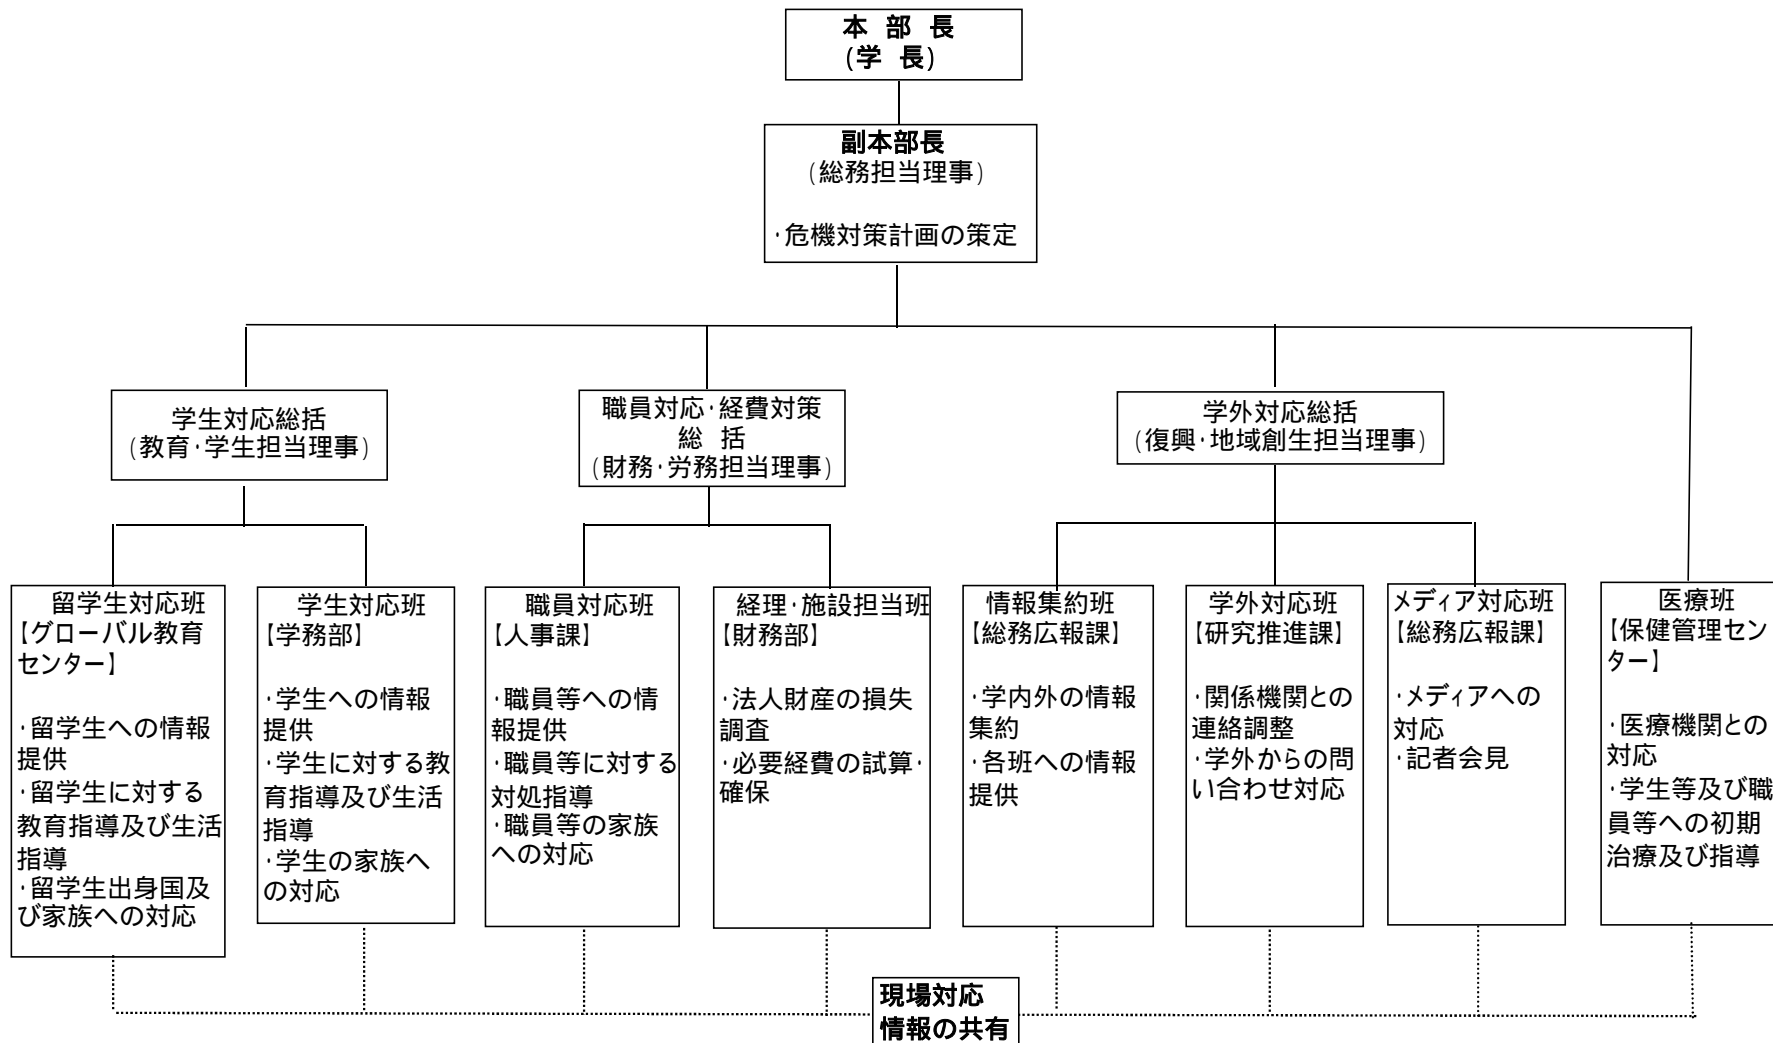 本 部 長
(学 長)
副本部長
(総務担当理事)
・危機対策計画の策定
学生対応総括
(教育・学生担当理事)
職員対応・経費対策
総 括
(財務・労務担当理事)
学外対応総括
(復興・地域創生担当理事)
留学生対応班
【グローバル教育
センター】
・留学生への情報
提供
・留学生に対する
教育指導及び生活
指導
・留学生出身国及
び家族への対応
学生対応班
【学務部】
・学生への情報
提供
・学生に対する教
育指導及び生活
指導
・学生の家族へ
の対応
職員対応班
【人事課】
・職員等への情
報提供
・職員等に対する
対処指導
・職員等の家族
への対応
経理・施設担当班
【財務部】
・法人財産の損失
調査
・必要経費の試算・
確保
情報集約班
【総務広報課】
・学内外の情報
集約
・各班への情報
提供
学外対応班
【研究推進課】
・関係機関との
連絡調整
・学外からの問
い合わせ対応
メディア対応班
【総務広報課】
・メディアへの
対応
・記者会見
医療班
【保健管理セン
ター】
・医療機関との
対応
・学生等及び職
員等への初期
治療及び指導
現場対応
情報の共有